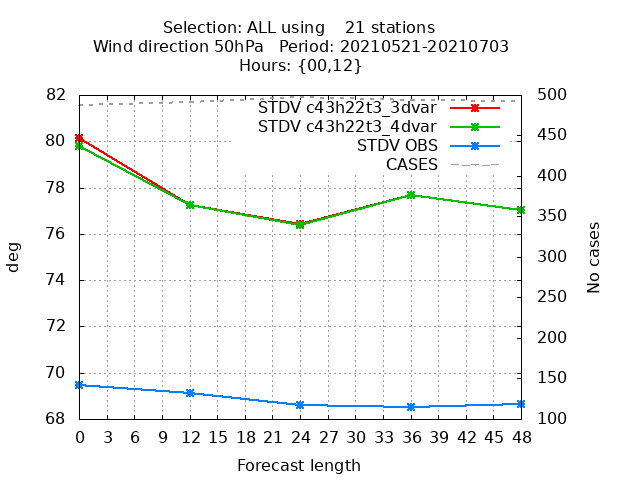 Selection: ALL using    21 stations
Wind direction 50hPa   Period: 20210521-20210703
Hours: {00,12}
STDV c43h22t3_3dvar
STDV c43h22t3_4dvar
STDV OBS
CASES
82
80
78
76
74
72
70
68
deg
500
450
400
350
300
250
200
150
100
No cases
0 3 6 9 12 15 18 21 24 27 30 33 36 39 42 45 48
Forecast length